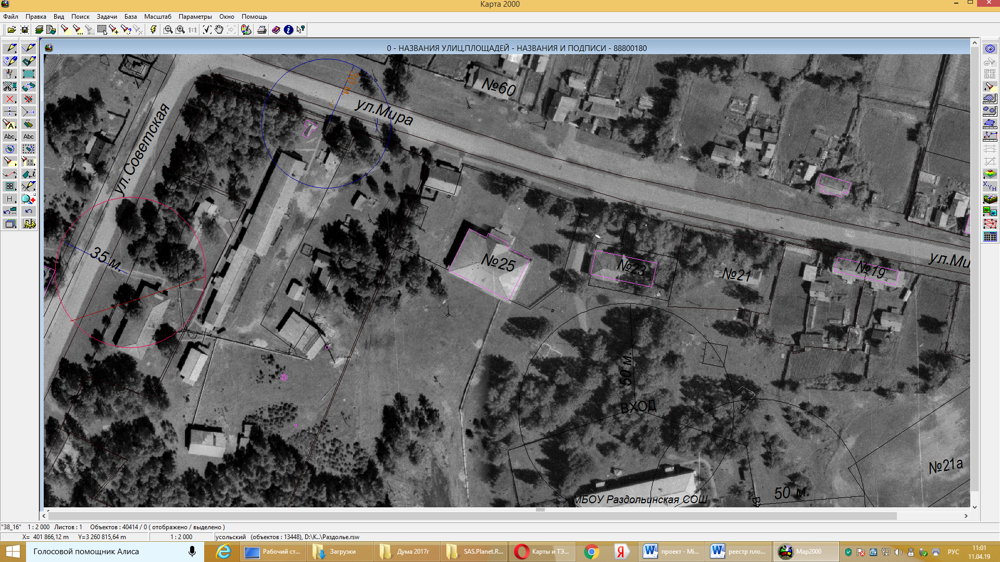 Карта 2000
Файл Правка Вид Поиск Задачи База Масштаб Параметры Окно Помощь
0 - НАЗВАНИЯ УЛИЦ,ПЛОЩАДЕЙ - НАЗВАНИЯ И ПОДПИСИ - 88800180
30 м.
№60
ул.Мира
ул.Советская
35 м.
№25
№23
№21
№19
ул.Ми
50 м.
ВХОД
№21а
50 м.
МБОУ Раздольинская СОШ
"38_16" 1 : 2 000 Листов : 1 Объектов : 40414 / 0 ( отображено / выделено )
X= 401 866,12 m Y=3 260 815,64 m 1 : 2 000 усольский (объектов : 13448), D:\К..\Раздолье.rsw
Голосовой помощник Алиса
Рабочий ст...
Загрузки
Дума 2017г
SAS.Planet.R...
Карты и ТЭ...
проект - Mi...
реестр пло...
Map2000
РУС
11:01
11.04.19